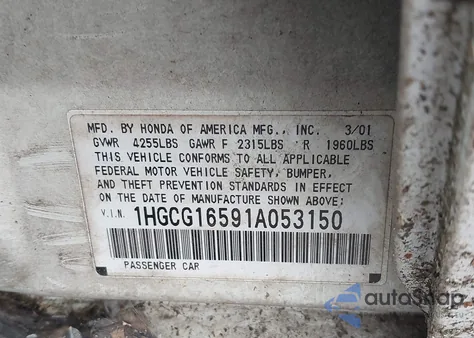 MFD. BY HONDA OF AMERICA MFG., INC. 3/01
GVWR 4255LBS GAWR F 2315LBS R 1960LBS
THIS VEHICLE CONFORMS TO ALL APPLICABLE
FEDERAL MOTOR VEHICLE SAFETY, BUMPER,
AND THEFT PREVENTION STANDARDS IN EFFECT
ON THE DATE OF MANUFACTURE SHOWN ABOVE;
V.I.N. 1HGCG16591A053150
PASSENGER CAR
autoSnap